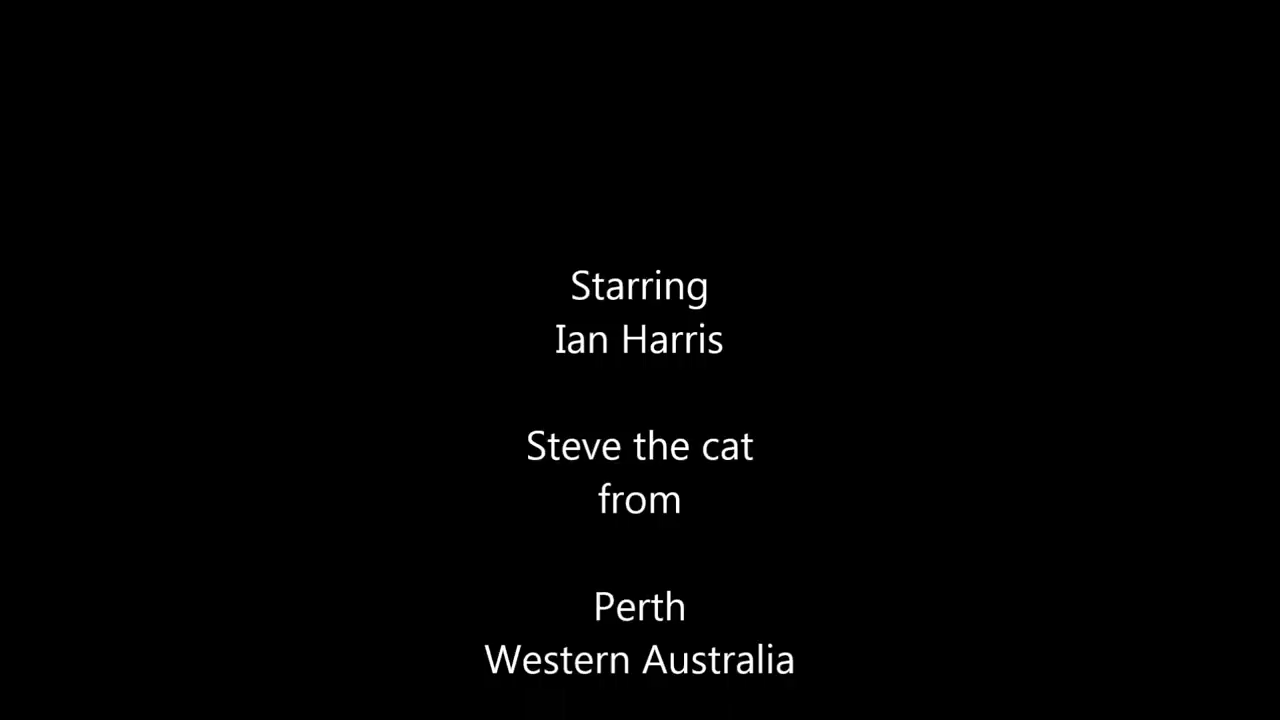 Starring
Ian Harris
Steve the cat
from
Perth
Western Australia